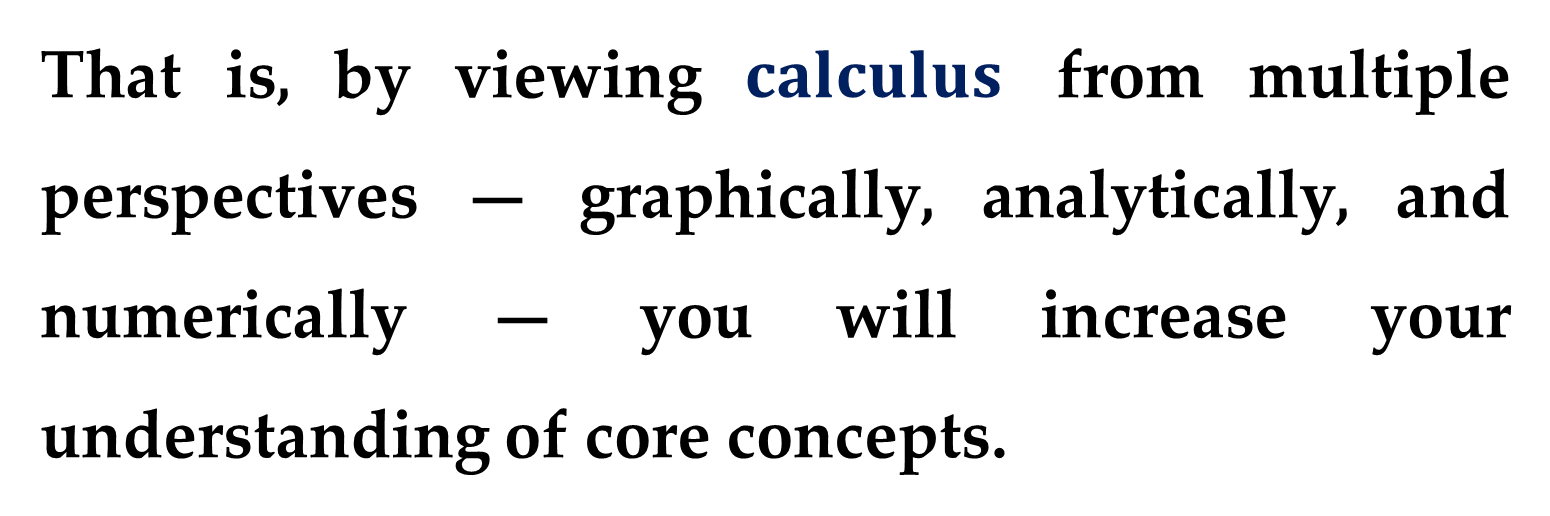 That is, by viewing calculus from multiple
perspectives — graphically, analytically, and
numerically — you will increase your
understanding of core concepts.